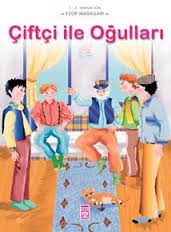 EZOP MASALLARI
Çiftçi ile Oğulları